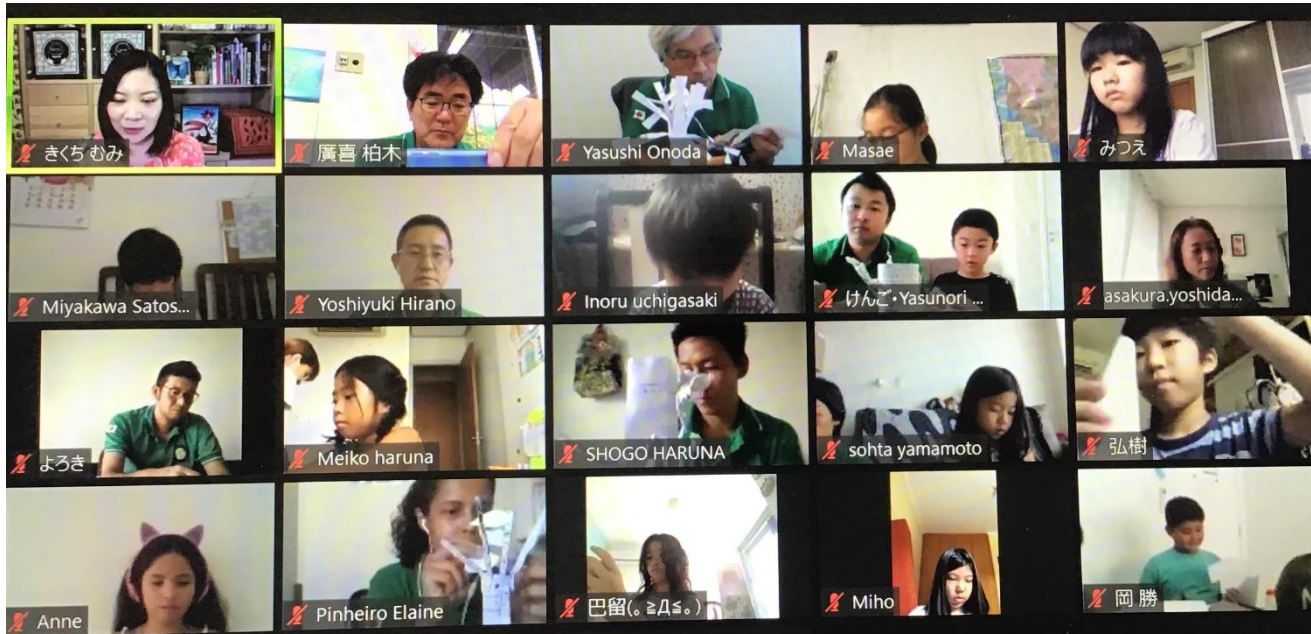 きくち むみ
廣喜 柏木
Yasushi Onoda
Masae
みつえ
Miyakawa Satos...
Yoshiyuki Hirano
Inoru uchigasaki
けんご・Yasunori ...
asakura.yoshida...
よろき
Meiko haruna
SHOGO HARUNA
sohta yamamoto
弘樹
Anne
Pinheiro Elaine
巴留(｡≧Д≦｡)
Miho
岡 勝